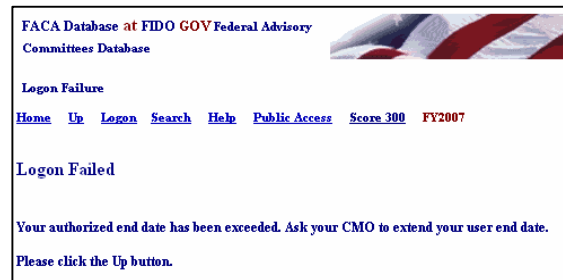 FACA Database at FIDO GOV Federal Advisory
Committees Database
Logon Failure
Home Up Logon Search Help Public Access Score 300 FY2007
Logon Failed
Your authorized end date has been exceeded. Ask your CMO to extend your user end date.
Please click the Up button.